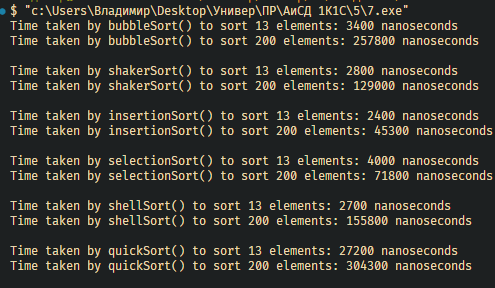 $ "c:\Users\Владимир\Desktop\Универ\ПР\АиСД 1К1С\5\7.exe"
Time taken by bubbleSort() to sort 13 elements: 3400 nanoseconds
Time taken by bubbleSort() to sort 200 elements: 257800 nanoseconds
Time taken by shakerSort() to sort 13 elements: 2800 nanoseconds
Time taken by shakerSort() to sort 200 elements: 129000 nanoseconds
Time taken by insertionSort() to sort 13 elements: 2400 nanoseconds
Time taken by insertionSort() to sort 200 elements: 45300 nanoseconds
Time taken by selectionSort() to sort 13 elements: 4000 nanoseconds
Time taken by selectionSort() to sort 200 elements: 71800 nanoseconds
Time taken by shellSort() to sort 13 elements: 2700 nanoseconds
Time taken by shellSort() to sort 200 elements: 155800 nanoseconds
Time taken by quickSort() to sort 13 elements: 27200 nanoseconds
Time taken by quickSort() to sort 200 elements: 304300 nanoseconds